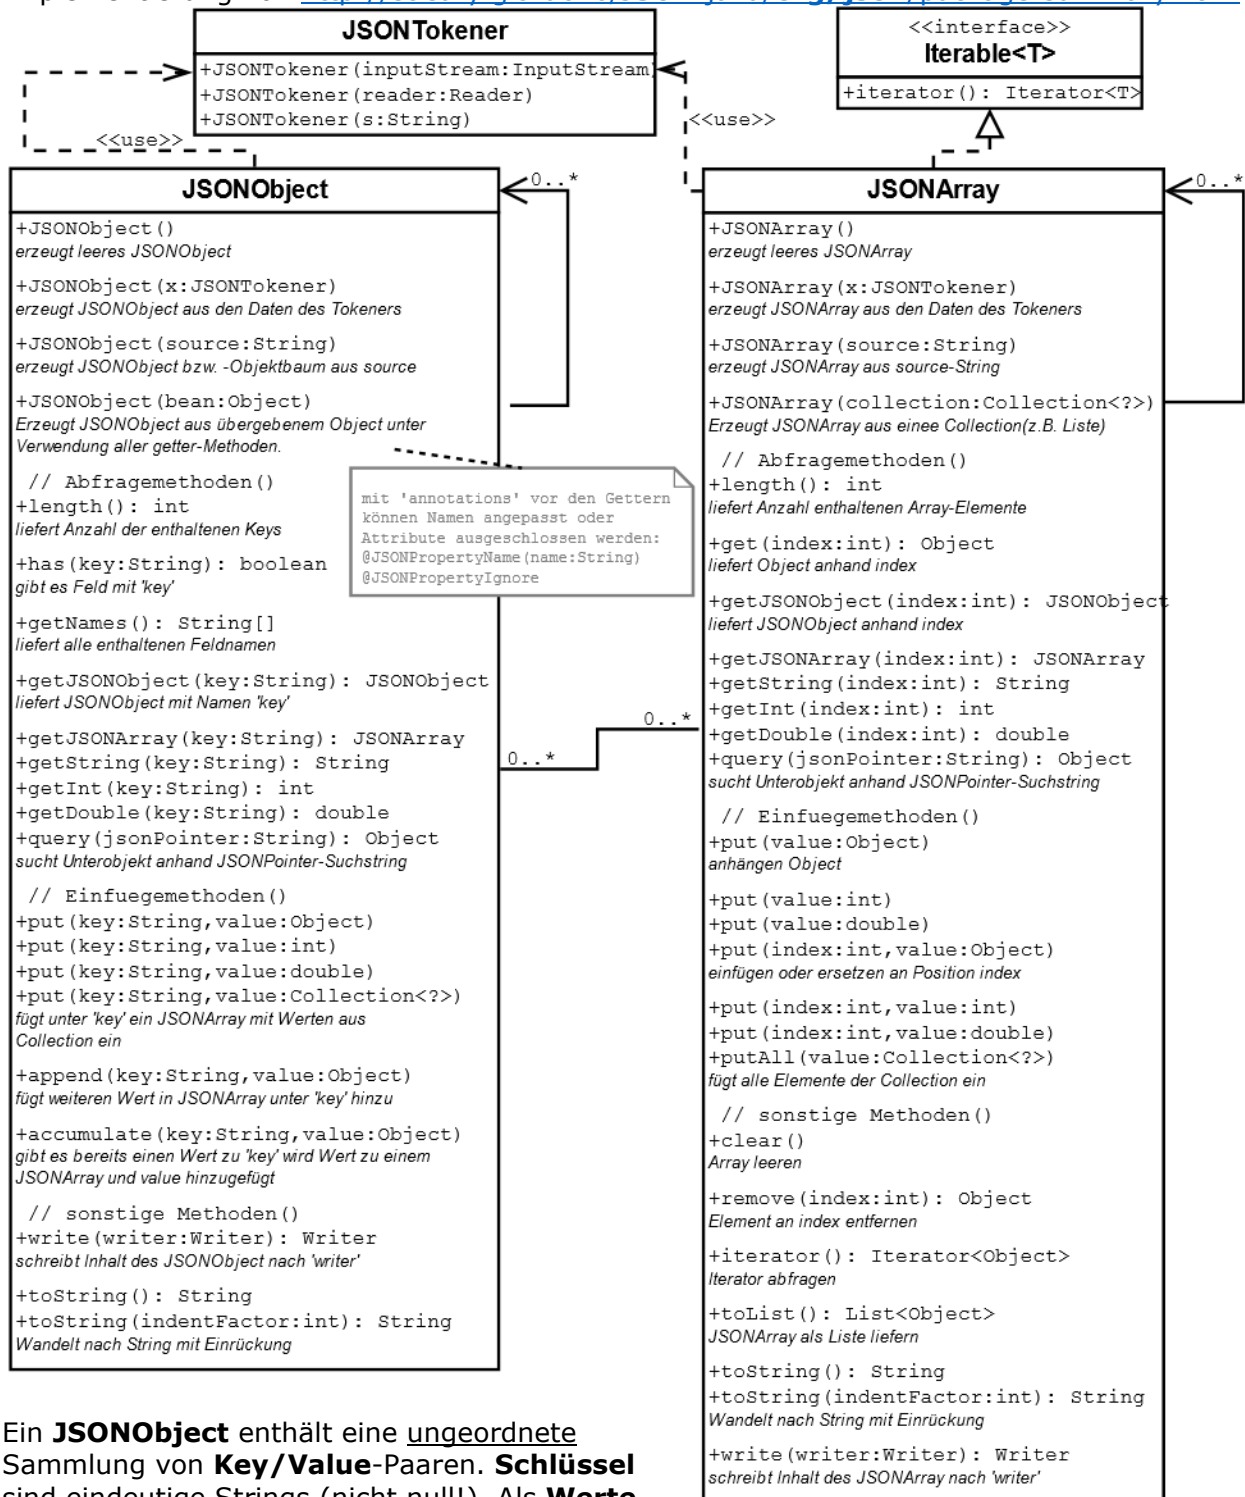 JSONTokener
+JSONTokener(inputStream:InputStream)
+JSONTokener(reader:Reader)
+JSONTokener(s:String)
<<interface>>
Iterable<T>
+iterator(): Iterator<T>
<<use>>
<<use>>
JSONObject
0..*
+JSONObject()
erzeugt leeres JSONObject
+JSONObject(x:JSONTokener)
erzeugt JSONObject aus den Daten des Tokeners
+JSONObject(source:String)
erzeugt JSONObject bzw. -Objektbaum aus source
+JSONObject(bean:Object)
Erzeugt JSONObject aus übergebenem Object unter
Verwendung aller getter-Methoden.
// Abfragemethoden()
+length(): int
liefert Anzahl der enthaltenen Keys
+has(key:String): boolean
gibt es Feld mit 'key'
+getNames(): String[]
liefert alle enthaltenen Feldnamen
+getJSONObject(key:String): JSONObject
liefert JSONObject mit Namen 'key'
+getJSONArray(key:String): JSONArray
+getString(key:String): String
+getInt(key:String): int
+getDouble(key:String): double
+query(jsonPointer:String): Object
sucht Unterobjekt anhand JSONPointer-Suchstring
// Einfuegemethoden()
+put(key:String,value:Object)
+put(key:String,value:int)
+put(key:String,value:double)
+put(key:String,value:Collection<?>)
fügt unter 'key' ein JSONArray mit Werten aus
Collection ein
+append(key:String,value:Object)
fügt weiteren Wert in JSONArray unter 'key' hinzu
+accumulate(key:String,value:Object)
gibt es bereits einen Wert zu 'key' wird Wert zu einem
JSONArray und value hinzugefügt
// sonstige Methoden()
+write(writer:Writer): Writer
schreibt Inhalt des JSONObject nach 'writer'
+toString(): String
+toString(indentFactor:int): String
Wandelt nach String mit Einrückung
mit 'annotations' vor den Gettern
können Namen angepasst oder
Attribute ausgeschlossen werden:
@JSONPropertyName(name:String)
@JSONPropertyIgnore
0..*
0..*
JSONArray
0..*
+JSONArray()
erzeugt leeres JSONArray
+JSONArray(x:JSONTokener)
erzeugt JSONArray aus den Daten des Tokeners
+JSONArray(source:String)
erzeugt JSONArray aus source-String
+JSONArray(collection:Collection<?>)
Erzeugt JSONArray aus einee Collection(z.B. Liste)
// Abfragemethoden()
+length(): int
liefert Anzahl enthaltenen Array-Elemente
+get(index:int): Object
liefert Object anhand index
+getJSONObject(index:int): JSONObject
liefert JSONObject anhand index
+getJSONArray(index:int): JSONArray
+getString(index:int): String
+getInt(index:int): int
+getDouble(index:int): double
+query(jsonPointer:String): Object
sucht Unterobjekt anhand JSONPointer-Suchstring
// Einfuegemethoden()
+put(value:Object)
anhängen Object
+put(value:int)
+put(value:double)
+put(index:int,value:Object)
einfügen oder ersetzen an Position index
+put(index:int,value:int)
+put(index:int,value:double)
+putAll(value:Collection<?>)
fügt alle Elemente der Collection ein
// sonstige Methoden()
+clear()
Array leeren
+remove(index:int): Object
Element an index entfernen
+iterator(): Iterator<Object>
Iterator abfragen
+toList(): List<Object>
JSONArray als Liste liefern
+toString(): String
+toString(indentFactor:int): String
Wandelt nach String mit Einrückung
+write(writer:Writer): Writer
schreibt Inhalt des JSONArray nach 'writer'
Ein JSONObject enthält eine ungeordnete
Sammlung von Key/Value-Paaren. Schlüssel
sind eindeutige Strings (nicht null!). Als Werte